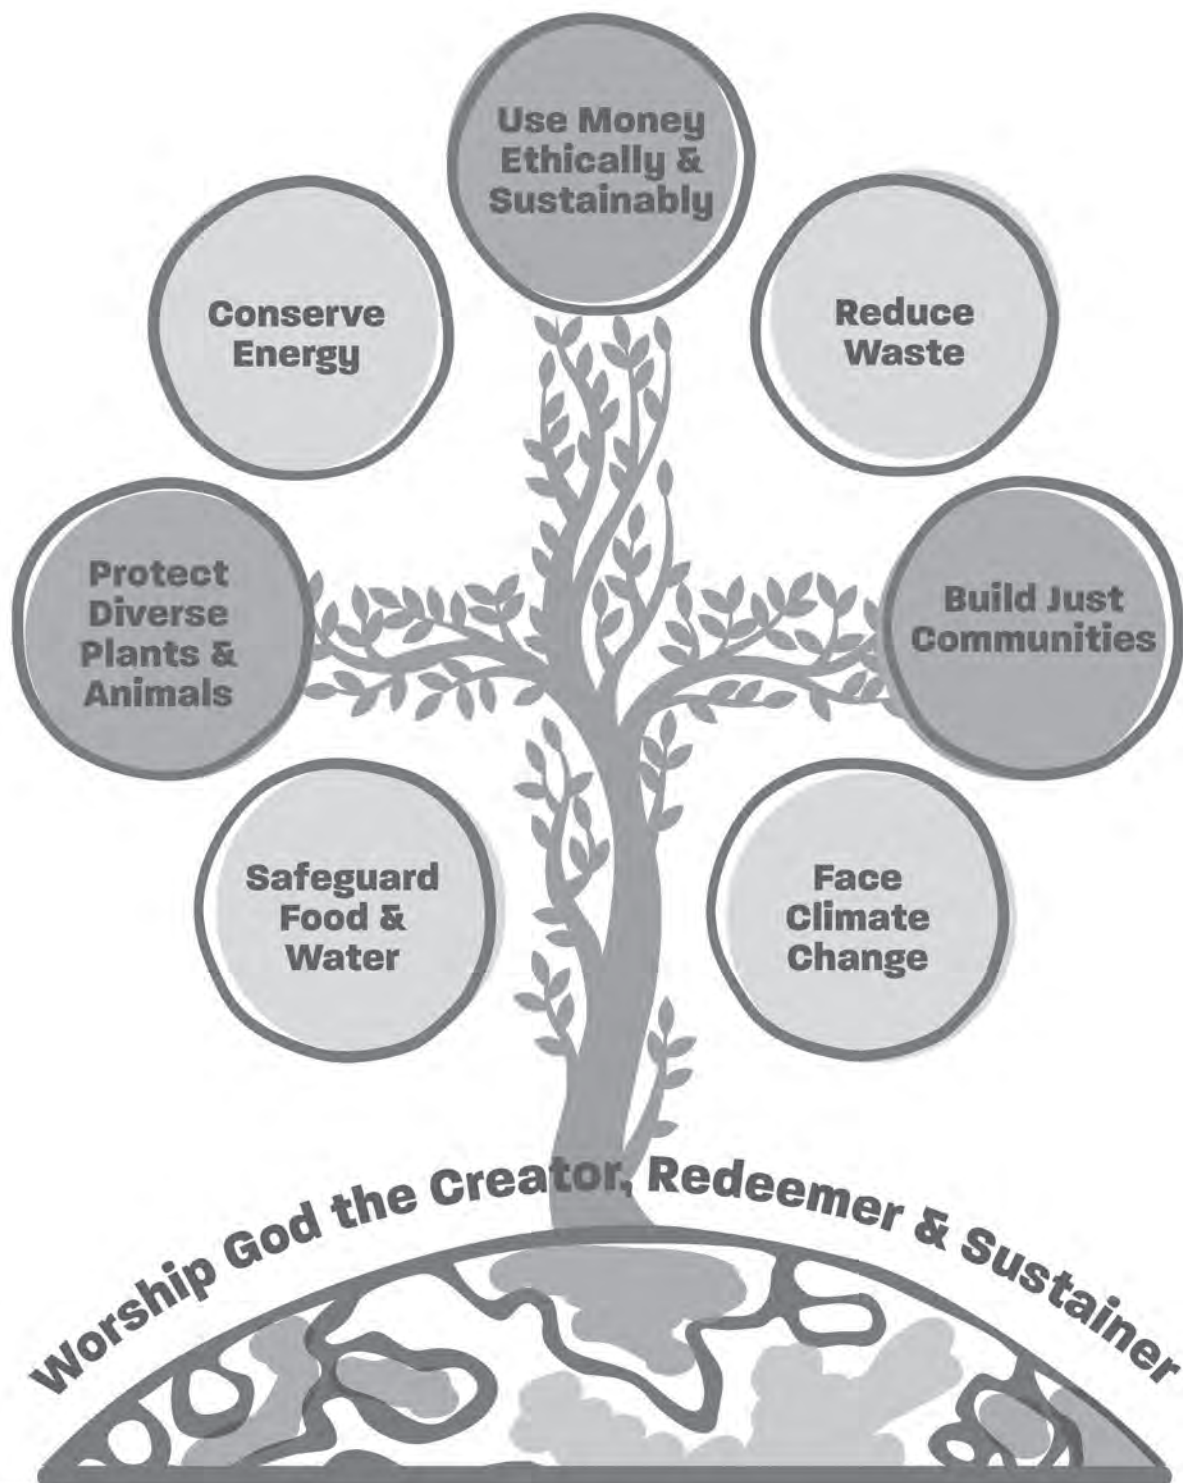 Use Money
Ethically &
Sustainably
Conserve
Energy
Reduce
Waste
Protect
Diverse
Plants &
Animals
Build Just
Communities
Safeguard
Food &
Water
Face
Climate
Change
Worship God the Creator, Redeemer & Sustainer